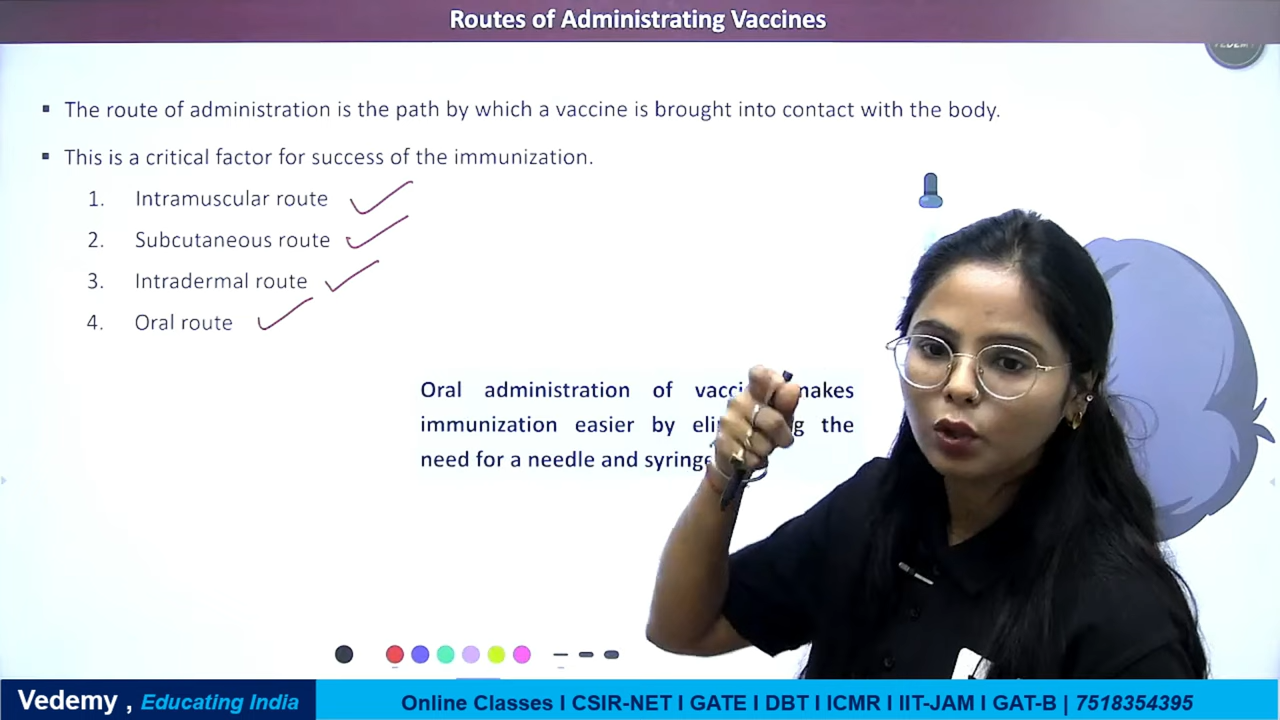 Routes of Administrating Vaccines
VEDEMY
▪ The route of administration is the path by which a vaccine is brought into contact with the body.
▪ This is a critical factor for success of the immunization.
1. Intramuscular route
2. Subcutaneous route
3. Intradermal route
4. Oral route
Oral administration of makes
immunization easier by the
need for a needle and
Vedemy , Educating India
Online Classes I CSIR-NET I GATE I DBT I ICMR I IIT-JAM I GAT-B | 7518354395